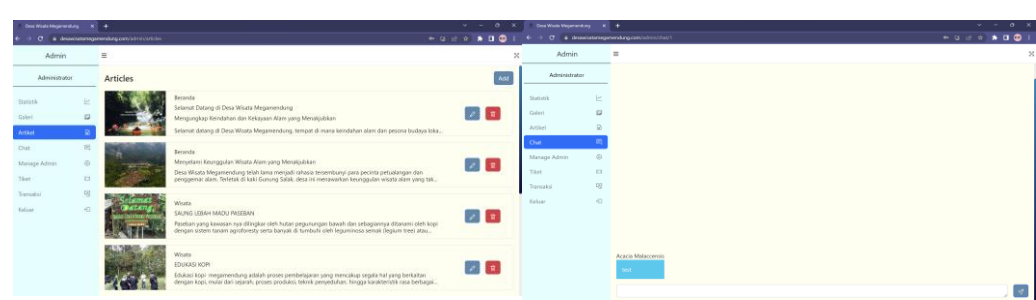 Desa Wisata Megamendung
desawisatamegamendung.com/admin/articles
Admin
Administrator
Statistik
Galeri
Artikel
Chat
Manage Admin
Tiket
Transaksi
Keluar
Articles
Add
Beranda
Selamat Datang di Desa Wisata Megamendung
Mengungkap Keindahan dan Kekayaan Alam yang Menakjubkan
Selamat datang di Desa Wisata Megamendung, tempat di mana keindahan alam dan pesona budaya loka...
Beranda
Menyelami Keunggulan Wisata Alam yang Menakjubkan
Desa Wisata Megamendung telah lama menjadi rahasia tersembunyi para pecinta petualangan dan
penggemar alam. Terletak di kaki Gunung Salak, desa ini menawarkan keunggulan wisata alam yang tak...
Selamat
Datang
Wisata
SAUNG LEBAH MADU PASEBAN
Paseban yang kawasan nya dilingkar oleh hutan pegunungan bawah dan sebagiannya ditanami oleh kopi
dengan sistem tanam agroforesty serta banyak di tumbuhi oleh leguminosa semak (legium tree) atau...
Wisata
EDUKASI KOPI
Edukasi kopi megamendung adalah proses pembelajaran yang mencakup segala hal yang berkaitan
dengan kopi, mulai dari sejarah, proses produksi, teknik penyeduhan, hingga karakteristik rasa berbagai...
Desa Wisata Megamendung
desawisatamegamendung.com/admin/chat/1
Admin
Administrator
Statistik
Galeri
Artikel
Chat
Manage Admin
Tiket
Transaksi
Keluar
Acacia Malaccensis